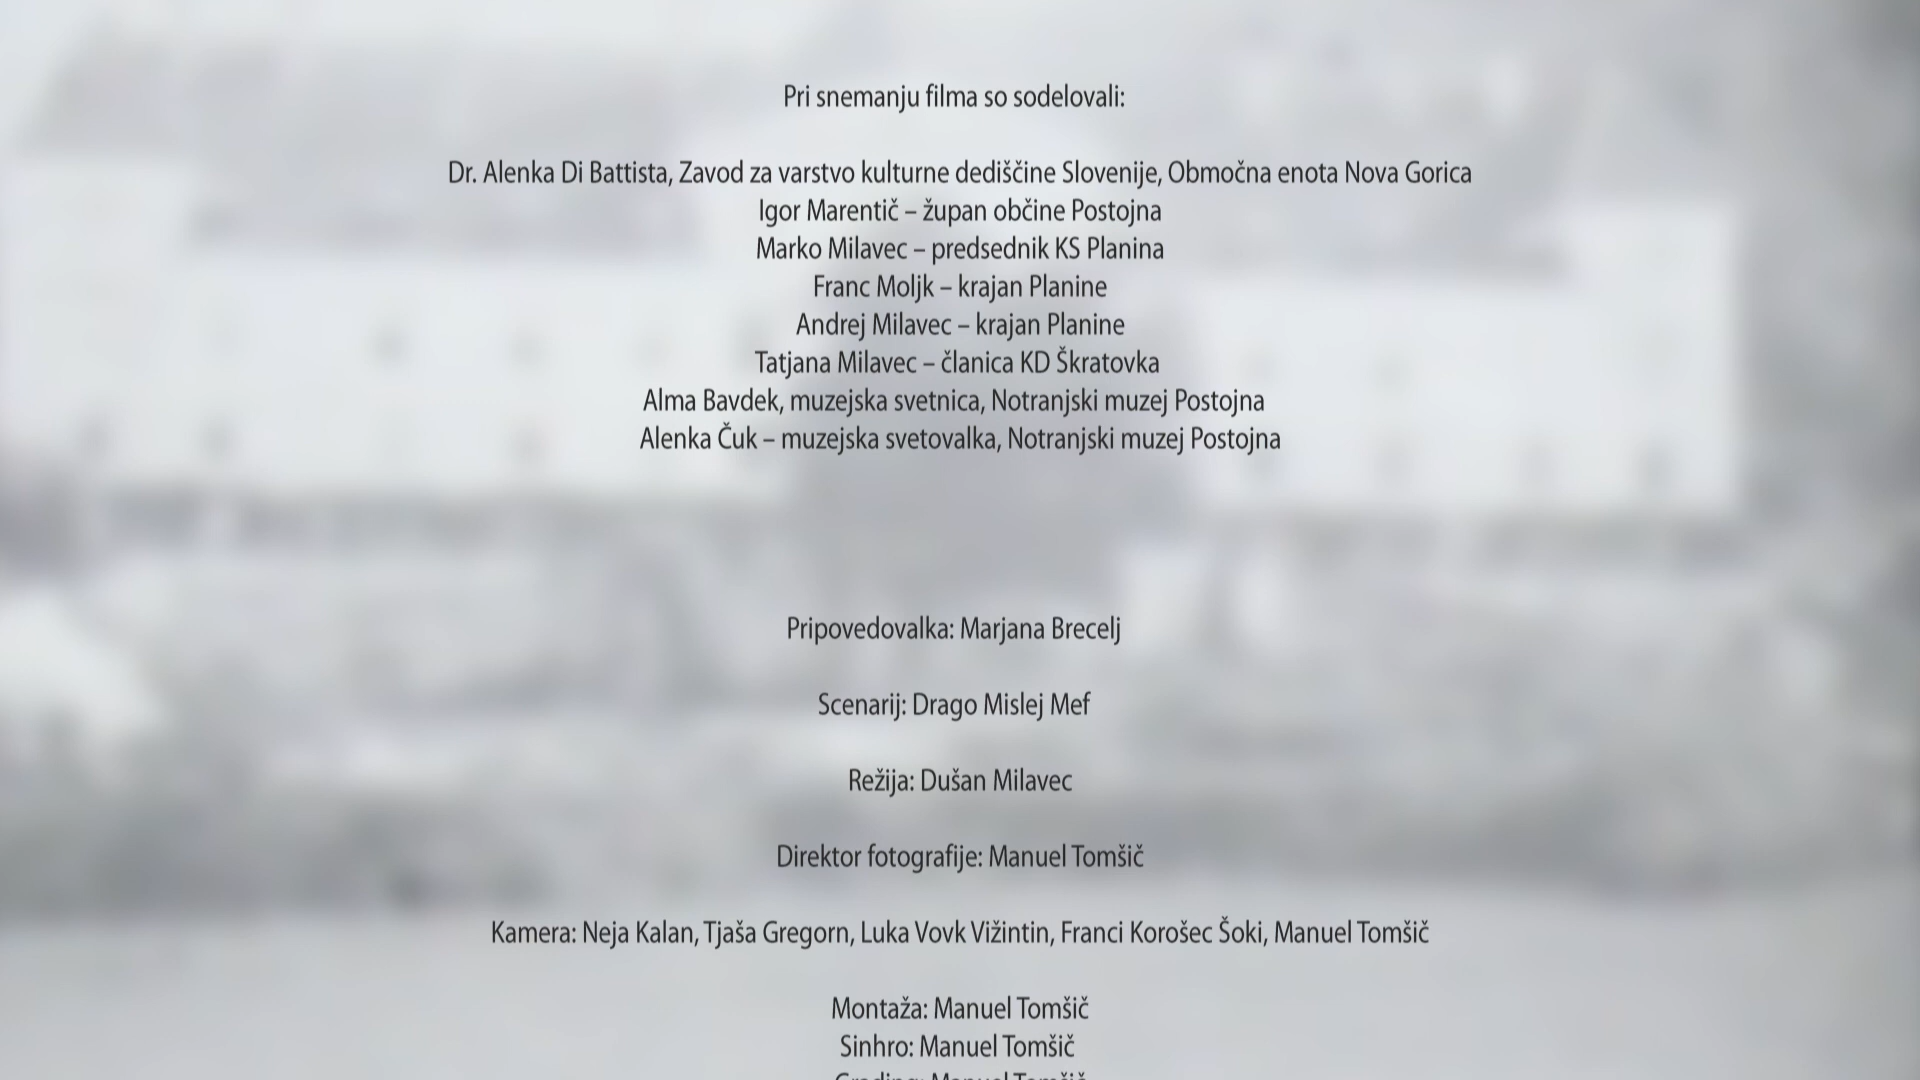 Pri snemanju filma so sodelovali:
Dr. Alenka Di Battista, Zavod za varstvo kulturne dediščine Slovenije, Območna enota Nova Gorica
Igor Marentič – župan občine Postojna
Marko Milavec – predsednik KS Planina
Franc Moljk – krajan Planine
Andrej Milavec – krajan Planine
Tatjana Milavec – članica KD Škratovka
Alma Bavdek, muzejska svetnica, Notranjski muzej Postojna
Alenka Čuk – muzejska svetovalka, Notranjski muzej Postojna
Pripovedovalka: Marjana Brecelj
Scenarij: Drago Mislej Mef
Režija: Dušan Milavec
Direktor fotografije: Manuel Tomšič
Kamera: Neja Kalan, Tjaša Gregorn, Luka Vovk Vižintin, Franci Korošec Šoki, Manuel Tomšič
Montaža: Manuel Tomšič
Sinhro: Manuel Tomšič
Grading: Manuel Tomšič